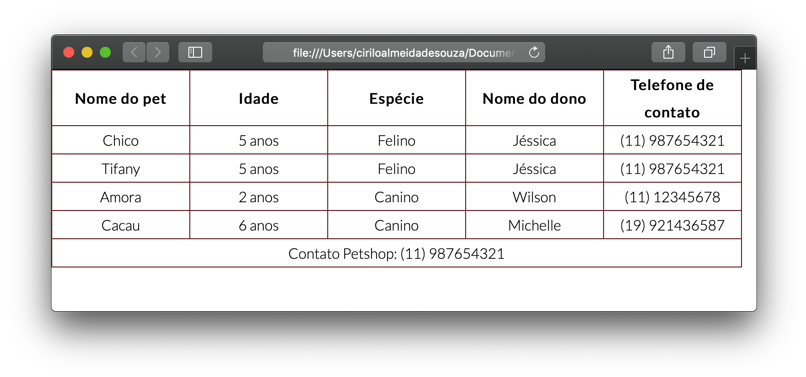 file:///Users/ciriloalmeidadesouza/Documen
Nome do pet Idade Espécie Nome do dono Telefone de contato
Chico 5 anos Felino Jéssica (11) 987654321
Tifany 5 anos Felino Jéssica (11) 987654321
Amora 2 anos Canino Wilson (11) 12345678
Cacau 6 anos Canino Michelle (19) 921436587
Contato Petshop: (11) 987654321